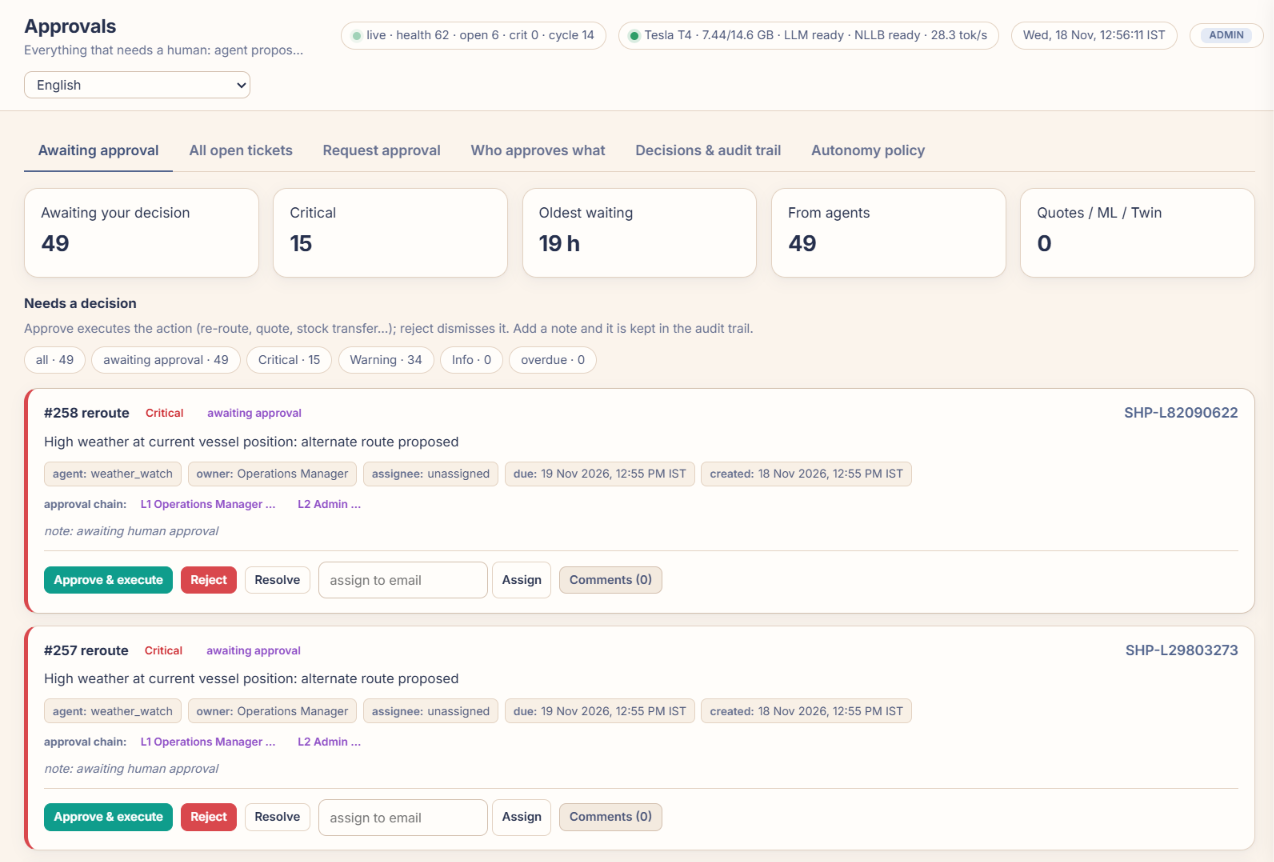 Approvals
Everything that needs a human: agent propos...
live · health 62 · open 6 · crit 0 · cycle 14
Tesla T4 · 7.44/14.6 GB · LLM ready · NLLB ready · 28.3 tok/s
Wed, 18 Nov, 12:56:11 IST
ADMIN
English
Awaiting approval All open tickets Request approval Who approves what Decisions & audit trail Autonomy policy
Awaiting your decision
49
Critical
15
Oldest waiting
19 h
From agents
49
Quotes / ML / Twin
0
Needs a decision
Approve executes the action (re-route, quote, stock transfer...); reject dismisses it. Add a note and it is kept in the audit trail.
all · 49 awaiting approval · 49 Critical · 15 Warning · 34 Info · 0 overdue · 0
#258 reroute Critical awaiting approval SHP-L82090622
High weather at current vessel position: alternate route proposed
agent: weather_watch owner: Operations Manager assignee: unassigned due: 19 Nov 2026, 12:55 PM IST created: 18 Nov 2026, 12:55 PM IST
approval chain: L1 Operations Manager ... L2 Admin ...
note: awaiting human approval
Approve & execute Reject Resolve assign to email Assign Comments (0)
#257 reroute Critical awaiting approval SHP-L29803273
High weather at current vessel position: alternate route proposed
agent: weather_watch owner: Operations Manager assignee: unassigned due: 19 Nov 2026, 12:55 PM IST created: 18 Nov 2026, 12:55 PM IST
approval chain: L1 Operations Manager ... L2 Admin ...
note: awaiting human approval
Approve & execute Reject Resolve assign to email Assign Comments (0)